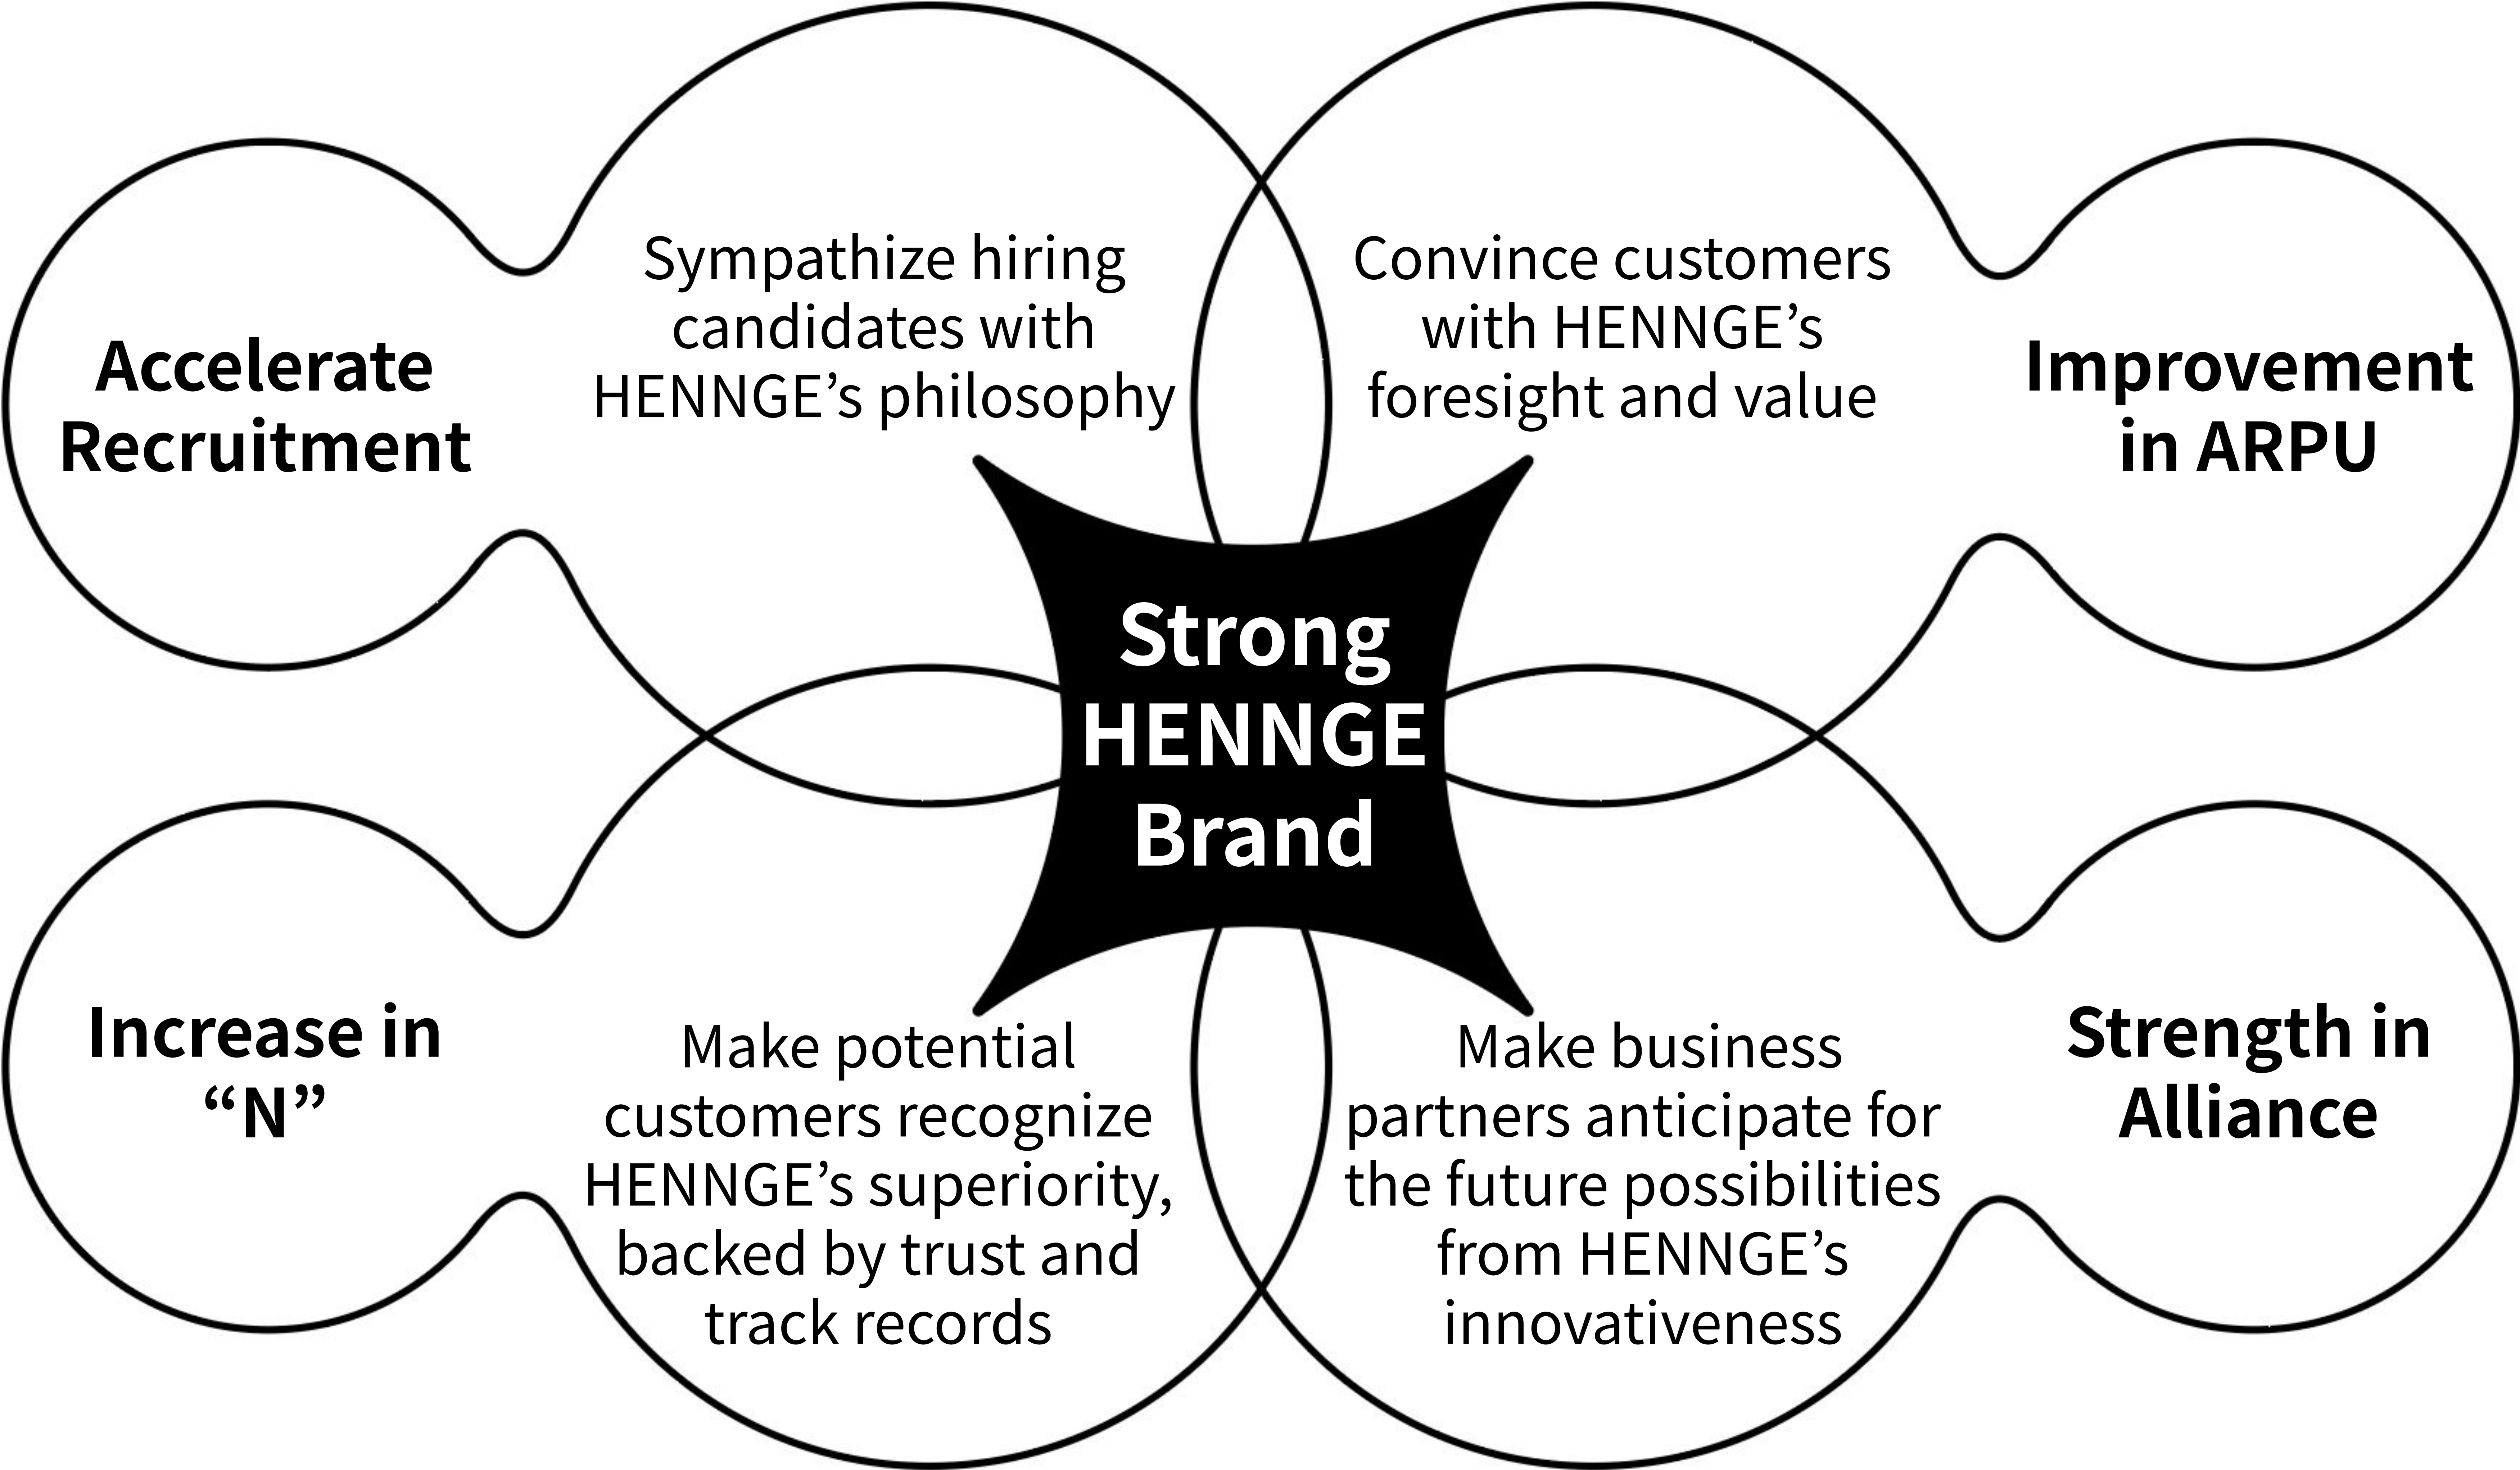 Accelerate
Recruitment
Sympathize hiring
candidates with
HENNGE’s philosophy
Convince customers
with HENNGE’s
foresight and value
Improvement
in ARPU
Strong
HENNGE
Brand
Increase in
“N”
Make potential
customers recognize
HENNGE’s superiority,
backed by trust and
track records
Make business
partners anticipate for
the future possibilities
from HENNGE’s
innovativeness
Strength in
Alliance